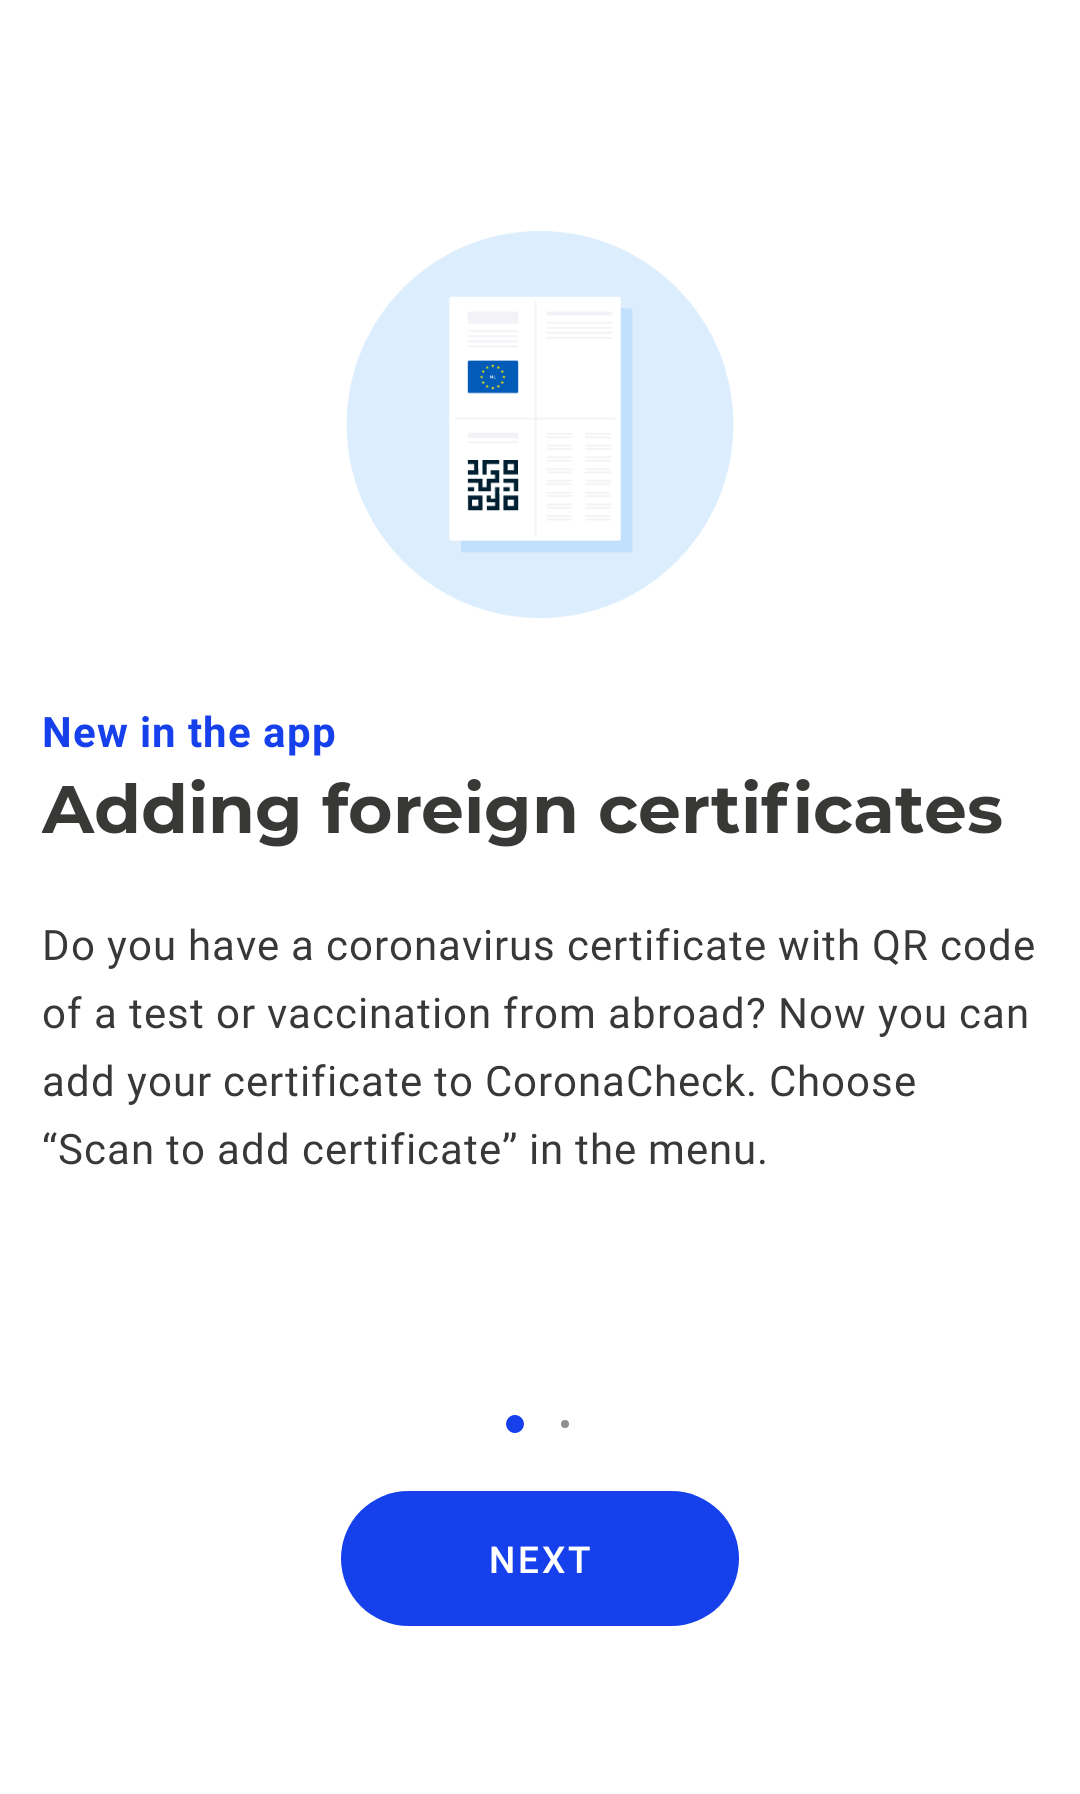 New in the app
Adding foreign certificates
Do you have a coronavirus certificate with QR code
of a test or vaccination from abroad? Now you can
add your certificate to CoronaCheck. Choose
“Scan to add certificate” in the menu.
NEXT